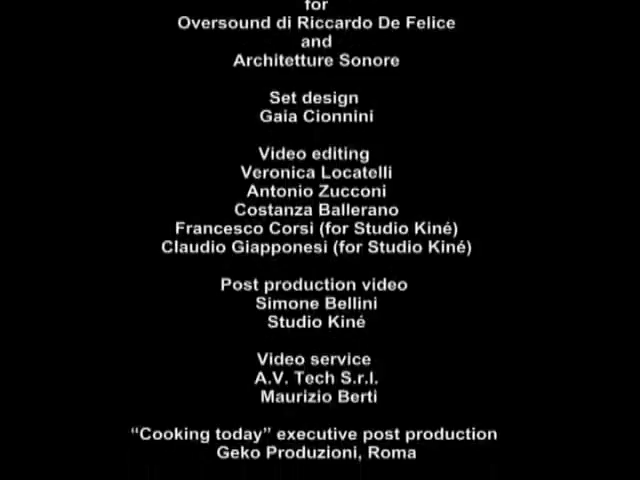 for
Oversound di Riccardo De Felice
and
Architetture Sonore
Set design
Gaia Cionnini
Video editing
Veronica Locatelli
Antonio Zucconi
Costanza Ballerano
Francesco Corsi (for Studio Kiné)
Claudio Giapponesi (for Studio Kiné)
Post production video
Simone Bellini
Studio Kiné
Video service
A.V. Tech S.r.l.
Maurizio Berti
“Cooking today” executive post production
Geko Produzioni, Roma